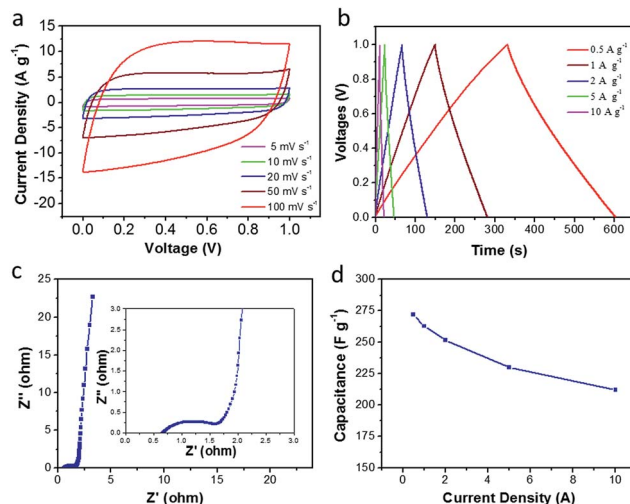 a
15
10
5
0
-5
-10
-15
-20
Current Density (A g-1)
0.0 0.2 0.4 0.6 0.8 1.0
Voltage (V)
5 mV s-1
10 mV s-1
20 mV s-1
50 mV s-1
100 mV s-1
b
1.0
0.8
0.6
0.4
0.2
0.0
Voltages (V)
0 100 200 300 400 500 600
Time (s)
0.5 A g-1
1 A g-1
2 A g-1
5 A g-1
10 A g-1
c
25
20
15
10
5
0
Z'' (ohm)
0 5 10 15 20
Z' (ohm)
3.0
2.5
2.0
1.5
1.0
0.5
0.0
Z'' (ohm)
0.0 0.5 1.0 1.5 2.0 2.5 3.0
Z' (ohm)
d
300
275
250
225
200
175
150
Capacitance (F g-1)
0 2 4 6 8 10
Current Density (A)